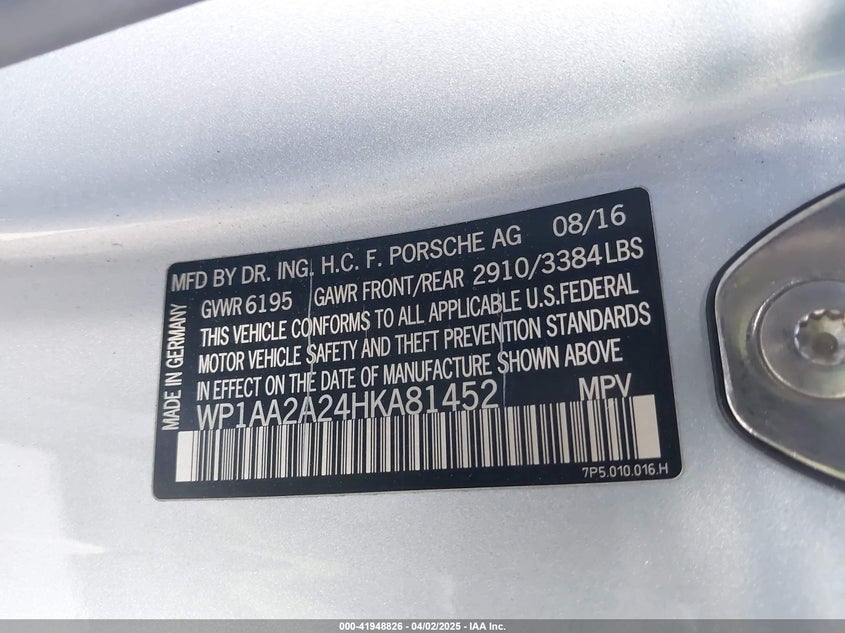 MFD BY DR. ING. H.C. F. PORSCHE AG 08/16
GVWR 6195 GAWR FRONT/REAR 2910/3384 LBS
THIS VEHICLE CONFORMS TO ALL APPLICABLE U.S.FEDERAL
MOTOR VEHICLE SAFETY AND THEFT PREVENTION STANDARDS
IN EFFECT ON THE DATE OF MANUFACTURE SHOWN ABOVE
WP1AA2A24HKA81452 MPV
7P5.010.016.H
MADE IN GERMANY
000-41948826 - 04/02/2025 - IAA Inc.